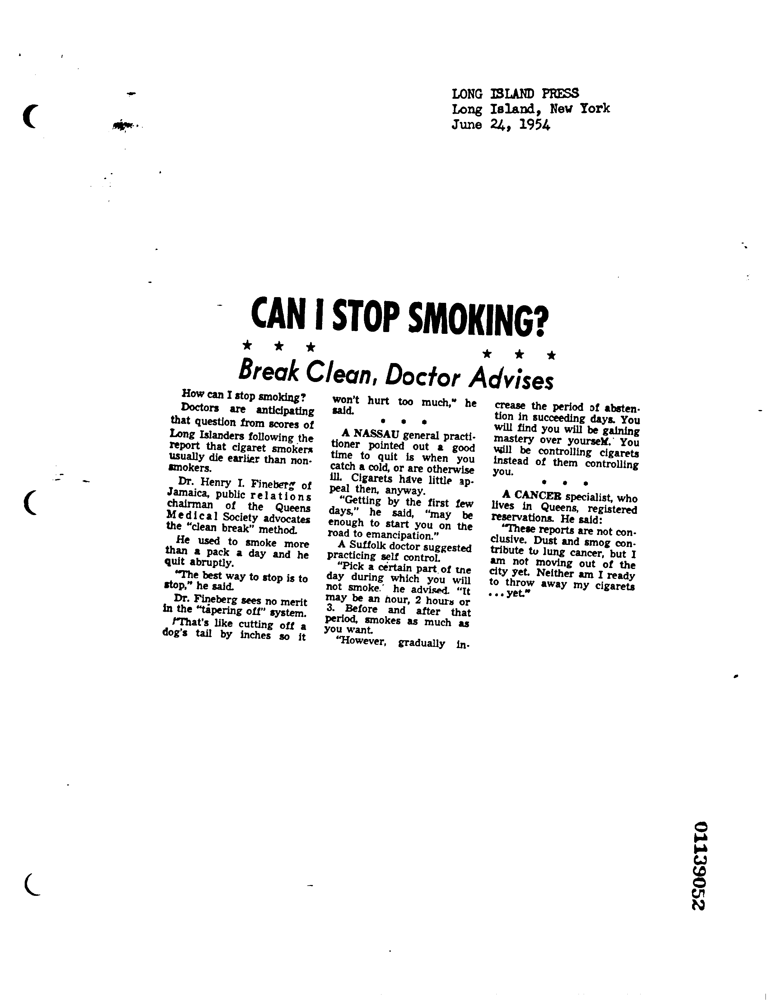 LONG ISLAND PRESS
Long Island, New York
June 24, 1954
CAN I STOP SMOKING?
★ ★ ★ ★ ★ ★
Break Clean, Doctor Advises
How can I stop smoking?
Doctors are anticipating
that question from scores of
Long Islanders following the
report that cigaret smokers
usually die earlier than non-
smokers.
Dr. Henry I. Fineberg of
Jamaica, public relations
chairman of the Queens
Medical Society advocates
the "clean break" method.
He used to smoke more
than a pack a day and he
quit abruptly.
"The best way to stop is to
stop," he said.
Dr. Fineberg sees no merit
in the "tapering off" system.
"That's like cutting off a
dog's tail by inches so it
won't hurt too much," he
said.
• • •
A NASSAU general practi-
tioner pointed out a good
time to quit is when you
catch a cold, or are otherwise
ill. Cigarets have little ap-
peal then, anyway.
"Getting by the first few
days," he said, "may be
enough to start you on the
road to emancipation."
A Suffolk doctor suggested
practicing self control.
"Pick a certain part of tne
day during which you will
not smoke.' he advised. "It
may be an hour, 2 hours or
3. Before and after that
period, smokes as much as
you want.
"However, gradually in-
crease the period of absten-
tion in succeeding days. You
will find you will be gaining
mastery over yourself. You
will be controlling cigarets
instead of them controlling
you.
• • •
A CANCER specialist, who
lives in Queens, registered
reservations. He said:
"These reports are not con-
clusive. Dust and smog con-
tribute to lung cancer, but I
am not moving out of the
city yet. Neither am I ready
to throw away my cigarets
... yet."
01139052